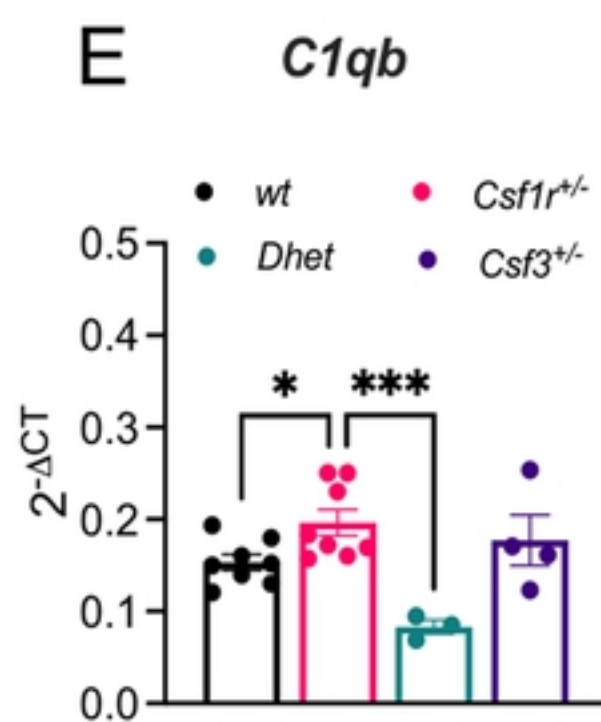 E C1qb
wt Csf1r+/-
Dhet Csf3+/-
0.5
0.4
* ***
0.3
2-ΔCT
0.2
0.1
0.0